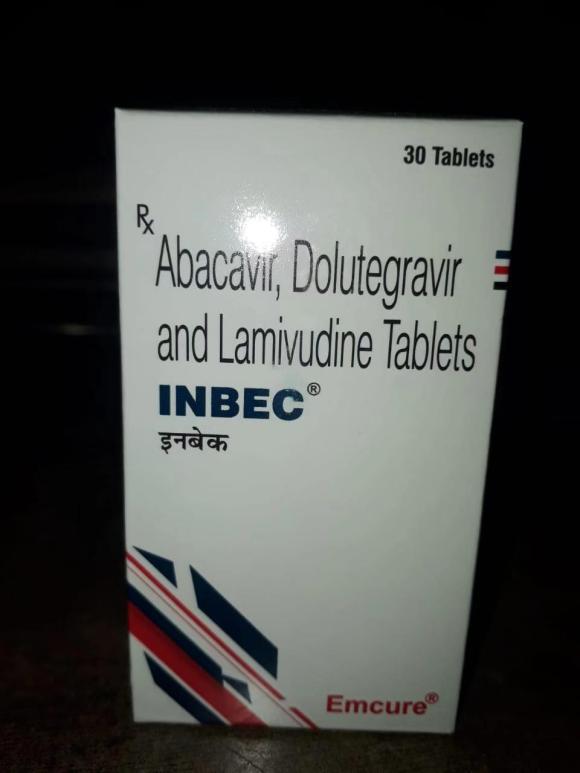 30 Tablets
Rx
Abacavir, Dolutegravir
and Lamivudine Tablets
INBEC®
इनबेक
Emcure®